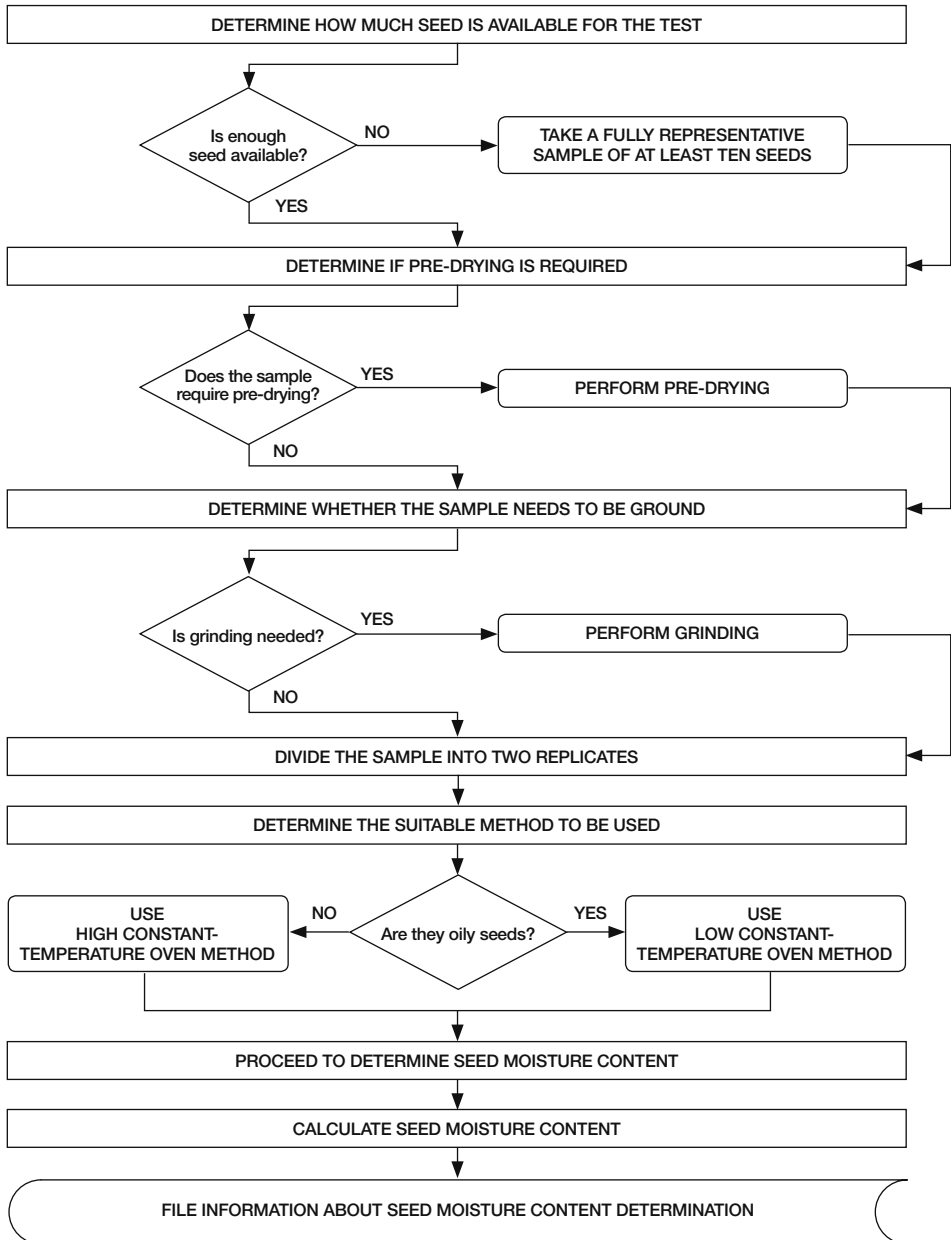 DETERMINE HOW MUCH SEED IS AVAILABLE FOR THE TEST
Is enough
seed available?
NO
TAKE A FULLY REPRESENTATIVE
SAMPLE OF AT LEAST TEN SEEDS
YES
DETERMINE IF PRE-DRYING IS REQUIRED
Does the sample
require pre-drying?
YES
PERFORM PRE-DRYING
NO
DETERMINE WHETHER THE SAMPLE NEEDS TO BE GROUND
Is grinding needed?
YES
PERFORM GRINDING
NO
DIVIDE THE SAMPLE INTO TWO REPLICATES
DETERMINE THE SUITABLE METHOD TO BE USED
USE
HIGH CONSTANT-
TEMPERATURE OVEN METHOD
NO
Are they oily seeds?
YES
USE
LOW CONSTANT-
TEMPERATURE OVEN METHOD
PROCEED TO DETERMINE SEED MOISTURE CONTENT
CALCULATE SEED MOISTURE CONTENT
FILE INFORMATION ABOUT SEED MOISTURE CONTENT DETERMINATION